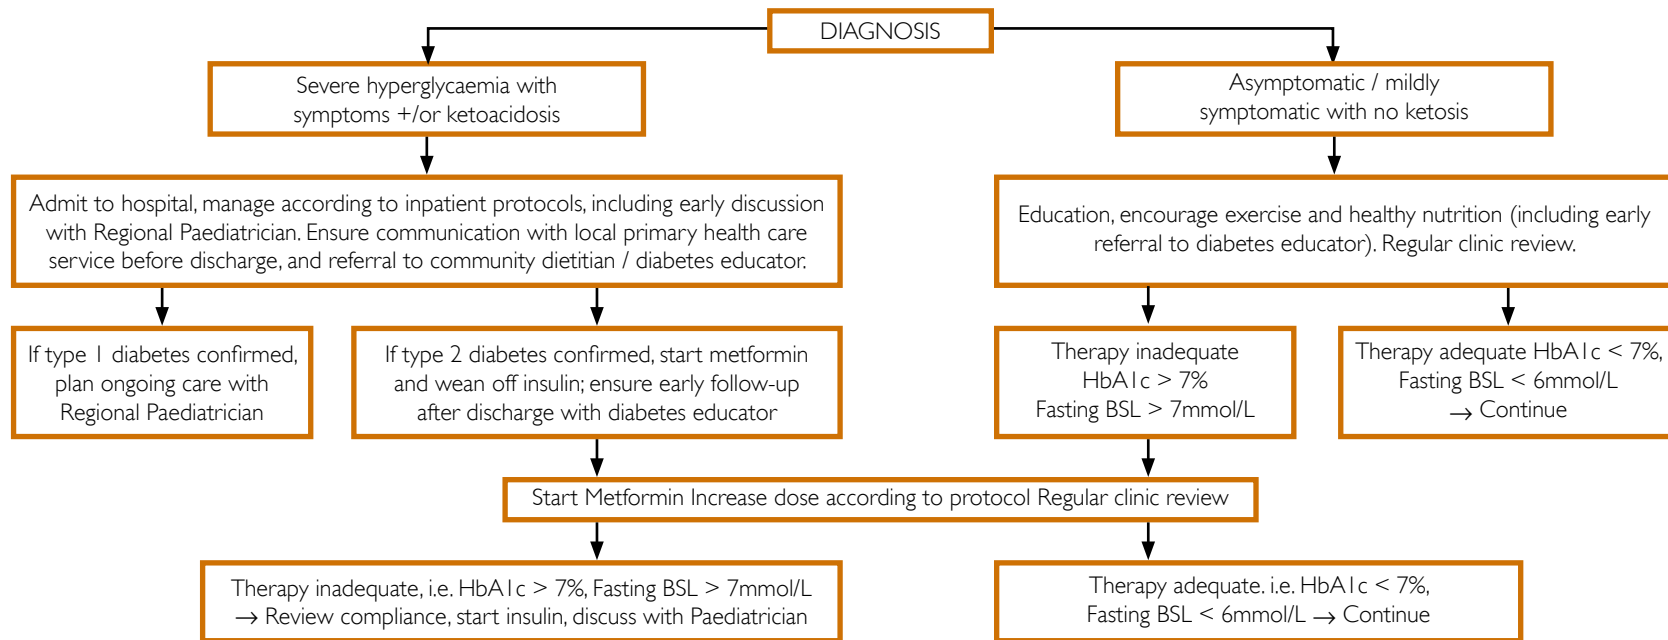 DIAGNOSIS
Severe hyperglycaemia with
symptoms +/or ketoacidosis
Asymptomatic / mildly
symptomatic with no ketosis
Admit to hospital, manage according to inpatient protocols, including early discussion
with Regional Paediatrician. Ensure communication with local primary health care
service before discharge, and referral to community dietitian / diabetes educator.
Education, encourage exercise and healthy nutrition (including early
referral to diabetes educator). Regular clinic review.
If type 1 diabetes confirmed,
plan ongoing care with
Regional Paediatrician
If type 2 diabetes confirmed, start metformin
and wean off insulin; ensure early follow-up
after discharge with diabetes educator
Therapy inadequate
HbA1c > 7%
Fasting BSL > 7mmol/L
Therapy adequate HbA1c < 7%,
Fasting BSL < 6mmol/L
→ Continue
Start Metformin Increase dose according to protocol Regular clinic review
Therapy inadequate, i.e. HbA1c > 7%, Fasting BSL > 7mmol/L
→ Review compliance, start insulin, discuss with Paediatrician
Therapy adequate. i.e. HbA1c < 7%,
Fasting BSL < 6mmol/L → Continue